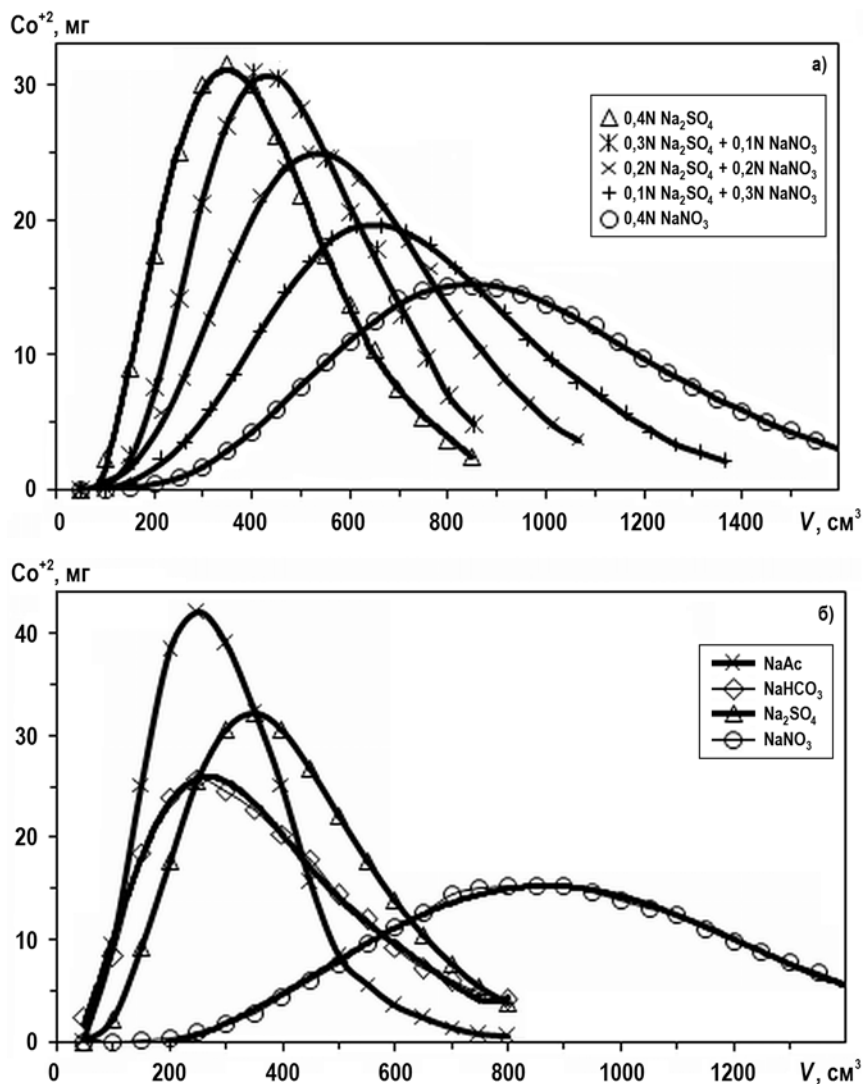 Co⁺², мг
а)
30
20
10
0
0,4N Na₂SO₄
0,3N Na₂SO₄ + 0,1N NaNO₃
0,2N Na₂SO₄ + 0,2N NaNO₃
0,1N Na₂SO₄ + 0,3N NaNO₃
0,4N NaNO₃
0 200 400 600 800 1000 1200 1400 V, см³
Co⁺², мг
б)
40
30
20
10
0
NaAc
NaHCO₃
Na₂SO₄
NaNO₃
0 200 400 600 800 1000 1200 V, см³